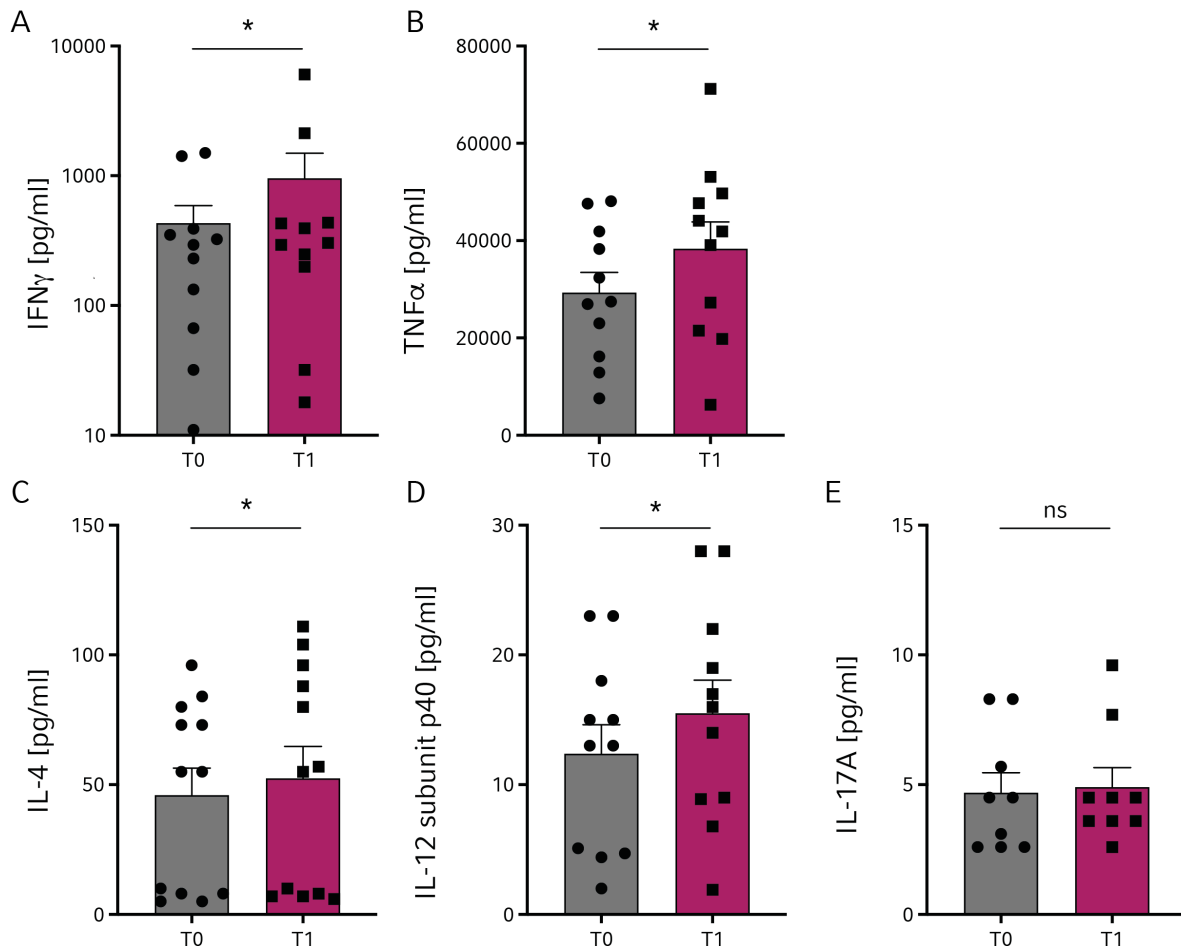 A
*
10000
1000
100
10
IFNγ [pg/ml]
T0
T1
B
*
80000
60000
40000
20000
0
TNFα [pg/ml]
T0
T1
C
*
150
100
50
0
IL-4 [pg/ml]
T0
T1
D
*
30
20
10
0
IL-12 subunit p40 [pg/ml]
T0
T1
E
ns
15
10
5
0
IL-17A [pg/ml]
T0
T1